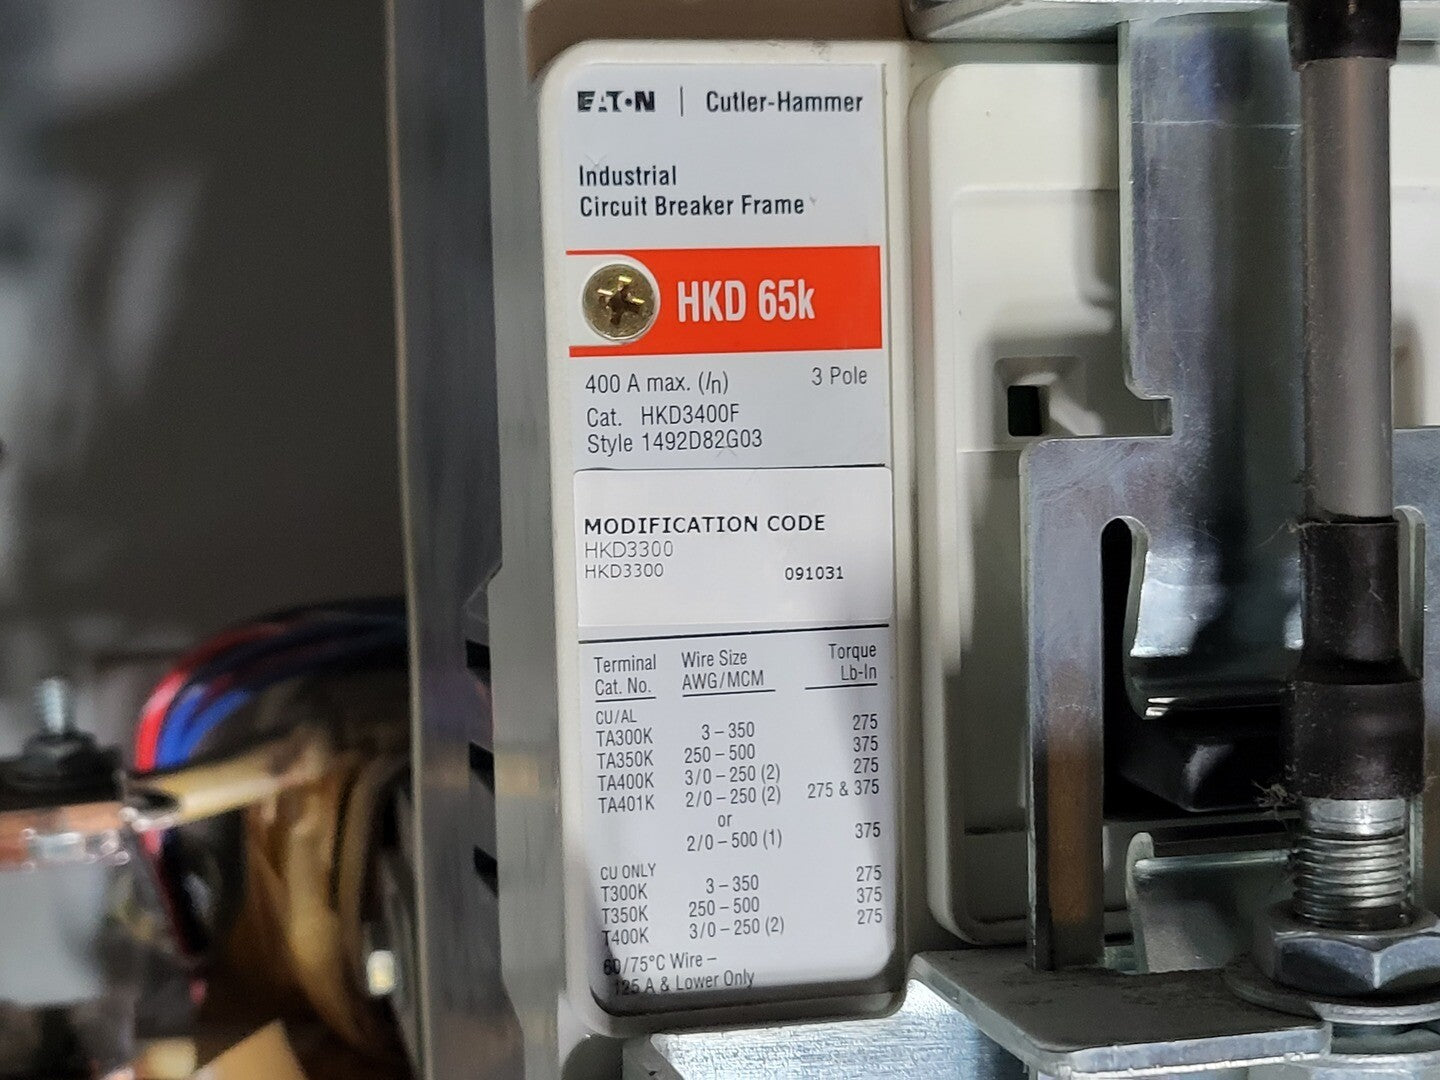 EATON | Cutler-Hammer
Industrial
Circuit Breaker Frame
HKD 65k
400 A max. (In) 3 Pole
Cat. HKD3400F
Style 1492D82G03
MODIFICATION CODE
HKD3300
HKD3300 091031
Terminal Wire Size Torque
Cat. No. AWG/MCM Lb-In
CU/AL
TA300K 3 – 350 275
TA350K 250 – 500 375
TA400K 3/0 – 250 (2) 275
TA401K 2/0 – 250 (2) 275 & 375
or
2/0 – 500 (1) 375
CU ONLY
T300K 3 – 350 275
T350K 250 – 500 375
T400K 3/0 – 250 (2) 275
60/75°C Wire –
125 A & Lower Only